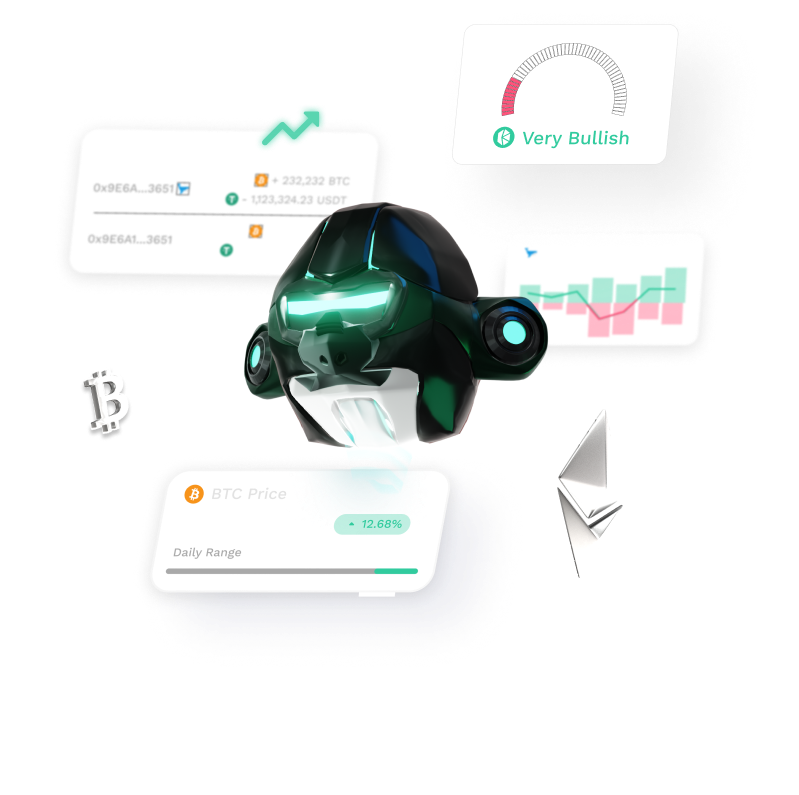 Very Bullish
0x9E6A...3651
+ 232,232 BTC
- 1,123,324.23 USDT
0x9E6A1...3651
BTC Price
12.68%
Daily Range